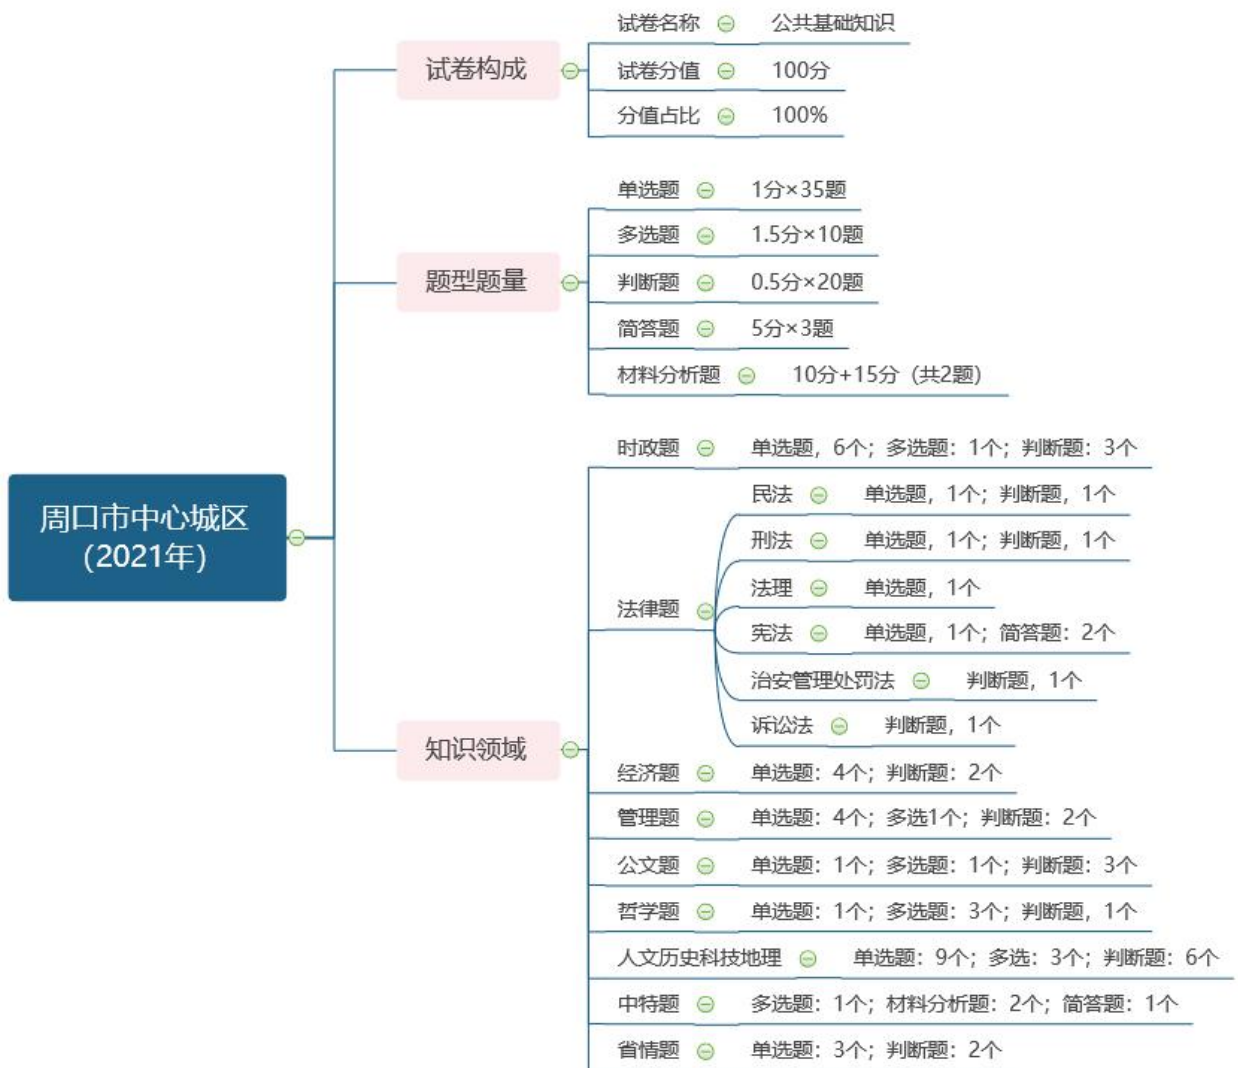 周口市中心城区
(2021年)
试卷构成
试卷名称 公共基础知识
试卷分值 100分
分值占比 100%
题型题量
单选题 1分×35题
多选题 1.5分×10题
判断题 0.5分×20题
简答题 5分×3题
材料分析题 10分+15分 (共2题)
知识领域
时政题 单选题，6个；多选题：1个；判断题：3个
法律题
民法 单选题，1个；判断题，1个
刑法 单选题，1个；判断题，1个
法理 单选题，1个
宪法 单选题，1个；简答题：2个
治安管理处罚法 判断题，1个
诉讼法 判断题，1个
经济题 单选题：4个；判断题：2个
管理题 单选题：4个；多选1个；判断题：2个
公文题 单选题：1个；多选题：1个；判断题：3个
哲学题 单选题：1个；多选题：3个；判断题，1个
人文历史科技地理 单选题：9个；多选：3个；判断题：6个
中特题 多选题：1个；材料分析题：2个；简答题：1个
省情题 单选题：3个；判断题：2个